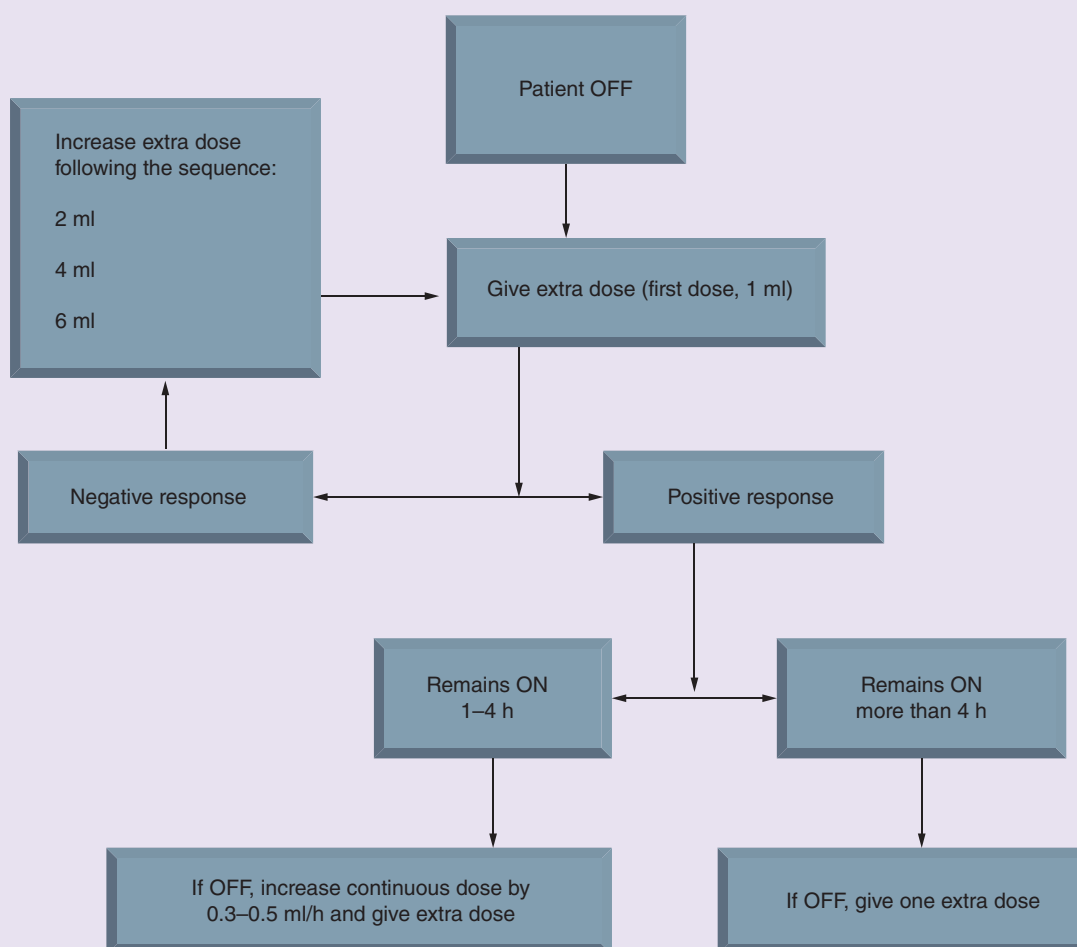 Patient OFF
Increase extra dose
following the sequence:
2 ml
4 ml
6 ml
Give extra dose (first dose, 1 ml)
Negative response
Positive response
Remains ON
1–4 h
Remains ON
more than 4 h
If OFF, increase continuous dose by
0.3–0.5 ml/h and give extra dose
If OFF, give one extra dose